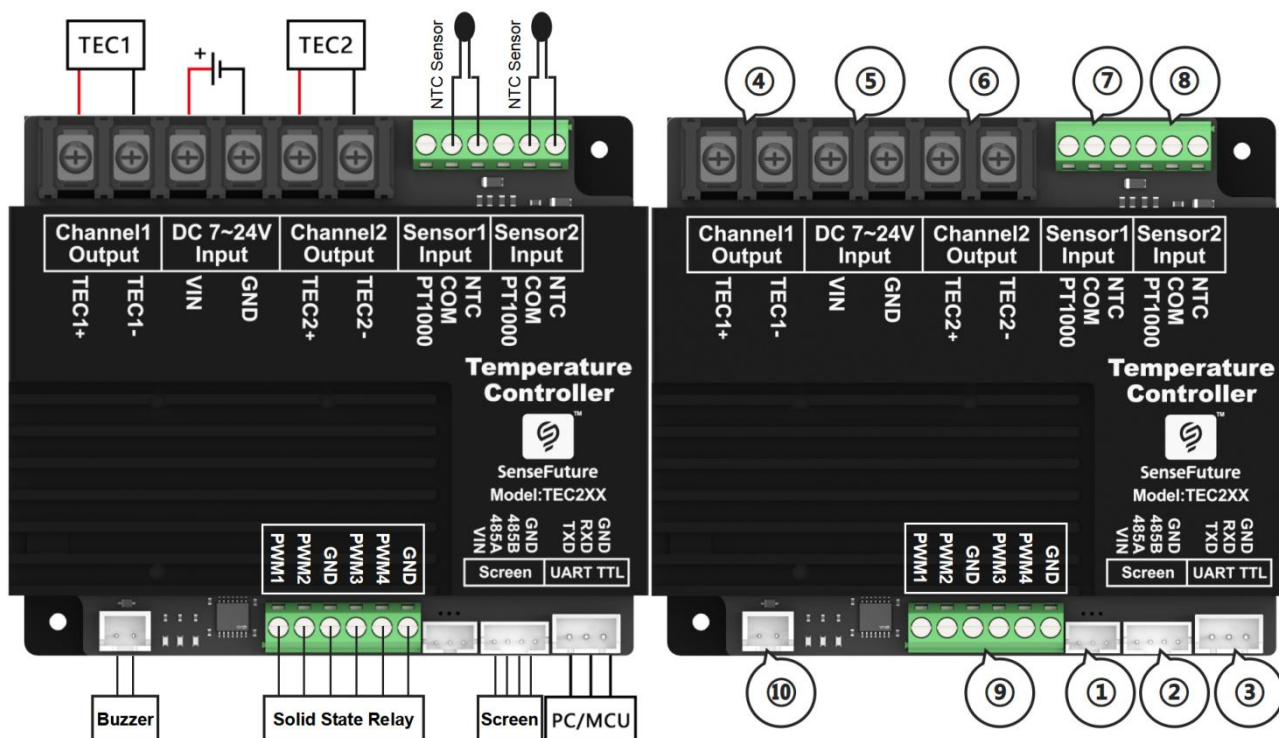 TEC1
+
TEC2
NTC Sensor
NTC Sensor
Channel1
Output
DC 7~24V
Input
Channel2
Output
Sensor1
Input
Sensor2
Input
TEC1+
TEC1-
VIN
GND
TEC2+
TEC2-
PT1000
COM
NTC
PT1000
COM
NTC
Temperature
Controller
TM
SenseFuture
Model:TEC2XX
VIN
485A
485B
GND
TXD
RXD
GND
Screen
UART TTL
PWM1
PWM2
GND
PWM3
PWM4
GND
Buzzer
Solid State Relay
Screen
PC/MCU
④
⑤
⑥
⑦
⑧
Channel1
Output
DC 7~24V
Input
Channel2
Output
Sensor1
Input
Sensor2
Input
TEC1+
TEC1-
VIN
GND
TEC2+
TEC2-
PT1000
COM
NTC
PT1000
COM
NTC
Temperature
Controller
TM
SenseFuture
Model:TEC2XX
VIN
485A
485B
GND
TXD
RXD
GND
Screen
UART TTL
PWM1
PWM2
GND
PWM3
PWM4
GND
⑩
⑨
①
②
③